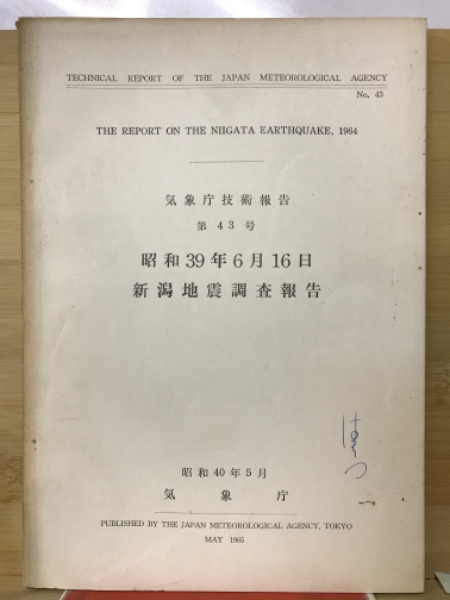 TECHNICAL REPORT OF THE JAPAN METEOROLOGICAL AGENCY
No. 43
THE REPORT ON THE NIIGATA EARTHQUAKE, 1964
気象庁技術報告
第 43 号
昭和39年6月16日
新潟地震調査報告
昭和40年5月
気象庁
PUBLISHED BY THE JAPAN METEOROLOGICAL AGENCY, TOKYO
MAY 1965